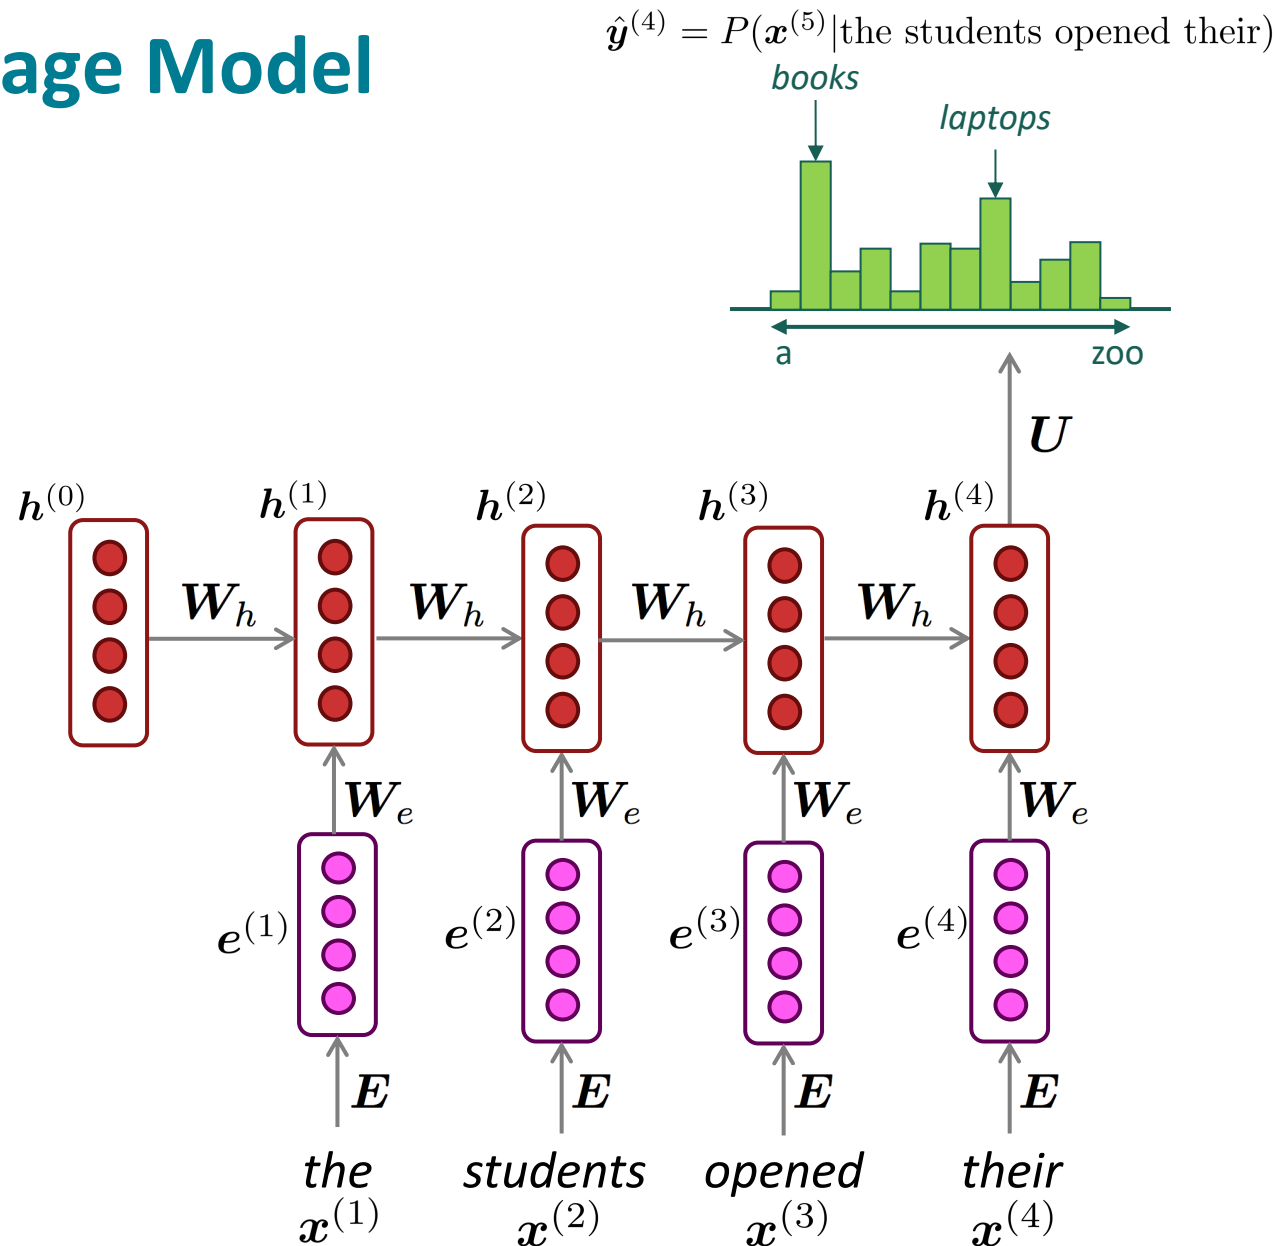 age Model
ŷ⁽⁴⁾ = P(x⁽⁵⁾|the students opened their)
books
laptops
a zoo
U
h⁽⁰⁾ h⁽¹⁾ h⁽²⁾ h⁽³⁾ h⁽⁴⁾
Wₕ Wₕ Wₕ Wₕ
Wₑ Wₑ Wₑ Wₑ
e⁽¹⁾ e⁽²⁾ e⁽³⁾ e⁽⁴⁾
E E E E
the students opened their
x⁽¹⁾ x⁽²⁾ x⁽³⁾ x⁽⁴⁾